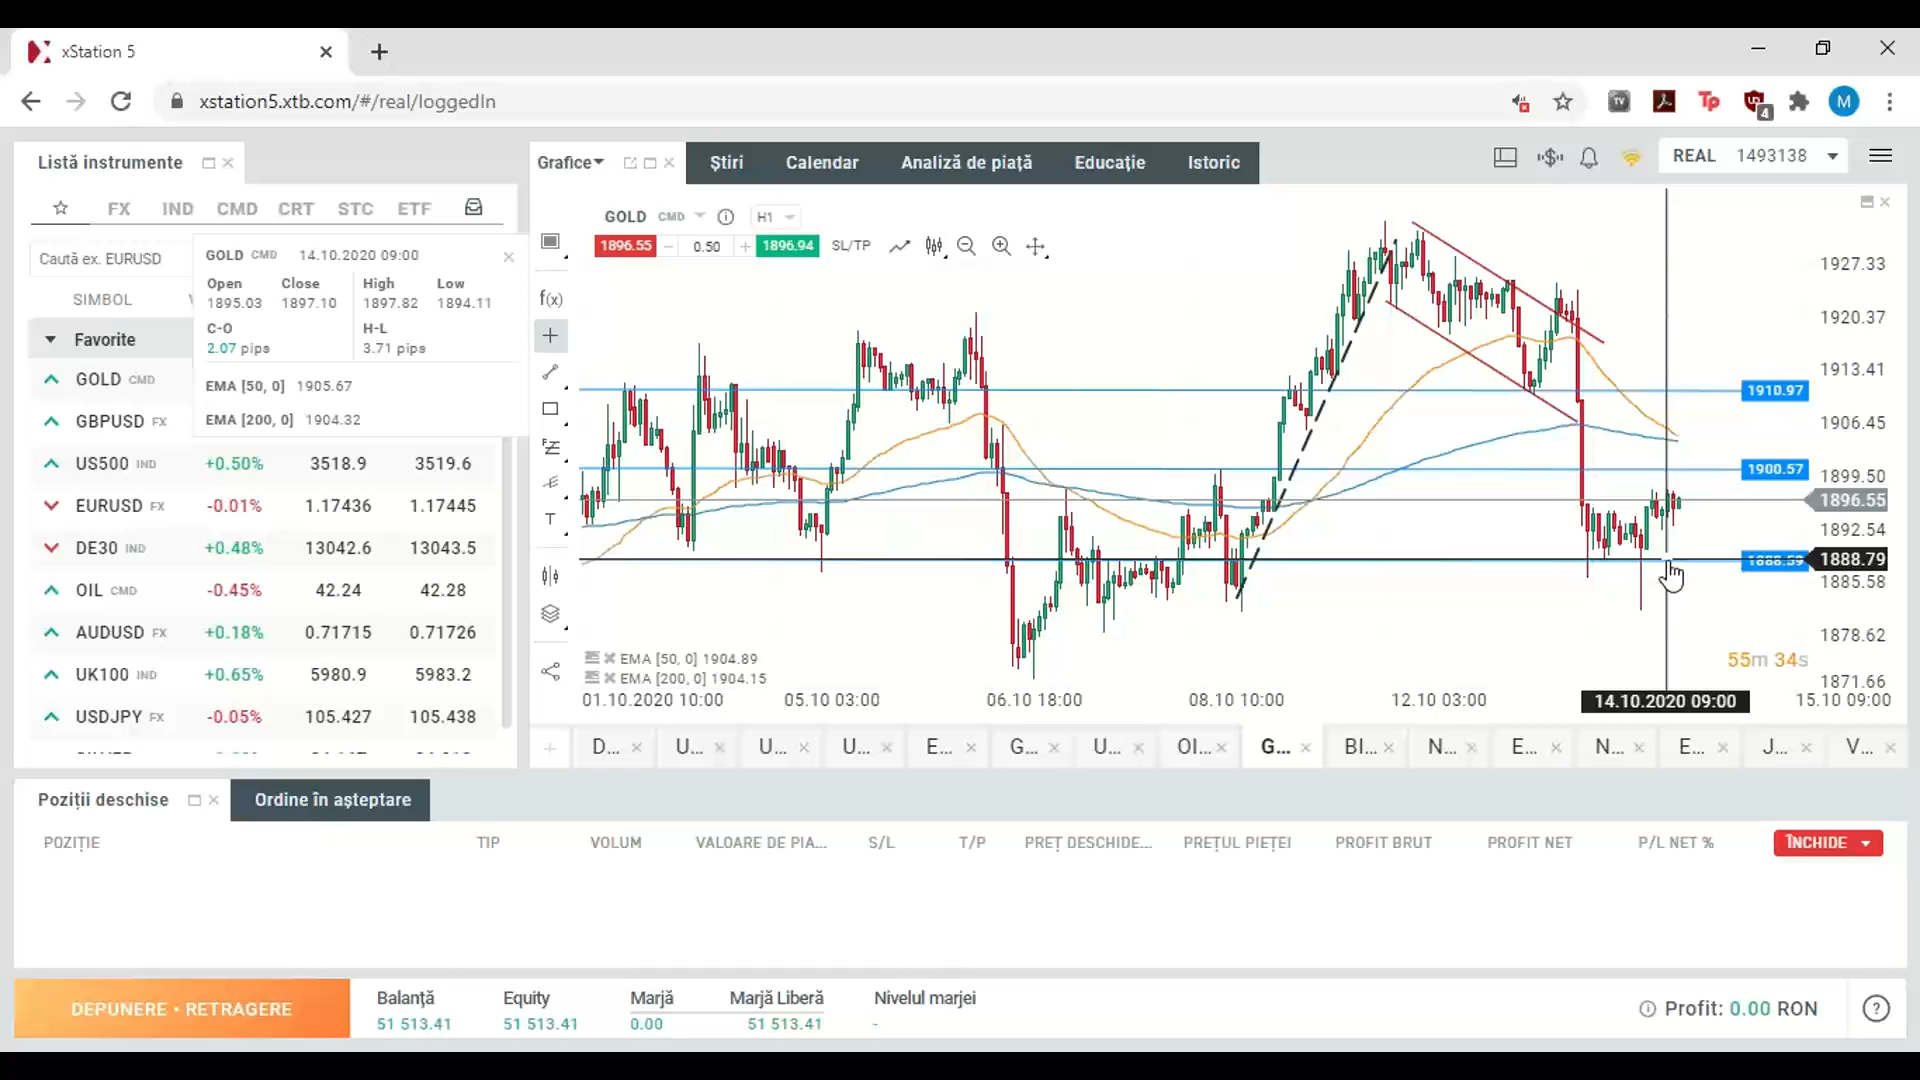 xStation 5
xstation5.xtb.com/#/real/loggedIn
4
M
Listă instrumente
Grafice
Știri
Calendar
Analiză de piață
Educație
Istoric
REAL 1493138
FX IND CMD CRT STC ETF
Caută ex. EURUSD
SIMBOL
Favorite
GOLD CMD 14.10.2020 09:00
Open Close High Low
1895.03 1897.10 1897.82 1894.11
C-O H-L
2.07 pips 3.71 pips
EMA [50, 0] 1905.67
EMA [200, 0] 1904.32
GOLD CMD
GBPUSD FX
US500 IND +0.50% 3518.9 3519.6
EURUSD FX -0.01% 1.17436 1.17445
DE30 IND +0.48% 13042.6 13043.5
OIL CMD -0.45% 42.24 42.28
AUDUSD FX +0.18% 0.71715 0.71726
UK100 IND +0.65% 5980.9 5983.2
USDJPY FX -0.05% 105.427 105.438
GOLD CMD H1
1896.55 0.50 1896.94 SL/TP
f(x)
T
1927.33
1920.37
1913.41
1910.97
1906.45
1900.57
1899.50
1896.55
1892.54
1888.59
1888.79
1885.58
1878.62
1871.66
55m 34s
EMA [50, 0] 1904.89
EMA [200, 0] 1904.15
01.10.2020 10:00 05.10 03:00 06.10 18:00 08.10 10:00 12.10 03:00 14.10.2020 09:00 15.10 09:00
D... U... U... U... E... G... U... OI... G... BI... N... E... N... E... J... V...
Poziții deschise
Ordine în așteptare
POZIȚIE TIP VOLUM VALOARE DE PIA... S/L T/P PREȚ DESCHIDE... PREȚUL PIEȚEI PROFIT BRUT PROFIT NET P/L NET % ÎNCHIDE
DEPUNERE • RETRAGERE
Balanță Equity Marjă Marjă Liberă Nivelul marjei
51 513.41 51 513.41 0.00 51 513.41 -
Profit: 0.00 RON